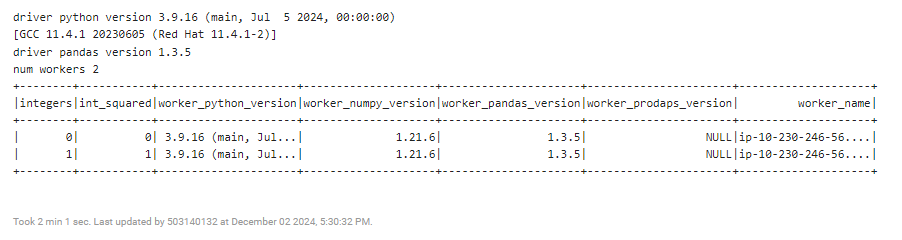 driver python version 3.9.16 (main, Jul  5 2024, 00:00:00)
[GCC 11.4.1 20230605 (Red Hat 11.4.1-2)]
driver pandas version 1.3.5
num workers 2
+--------+-----------+---------------------+--------------------+---------------------+----------------------+--------------------+
|integers|int_squared|worker_python_version|worker_numpy_version|worker_pandas_version|worker_prodaps_version|         worker_name|
+--------+-----------+---------------------+--------------------+---------------------+----------------------+--------------------+
|       0|          0| 3.9.16 (main, Jul...|              1.21.6|                1.3.5|                  NULL|ip-10-230-246-56....|
|       1|          1| 3.9.16 (main, Jul...|              1.21.6|                1.3.5|                  NULL|ip-10-230-246-56....|
+--------+-----------+---------------------+--------------------+---------------------+----------------------+--------------------+
Took 2 min 1 sec. Last updated by 503140132 at December 02 2024, 5:30:32 PM.